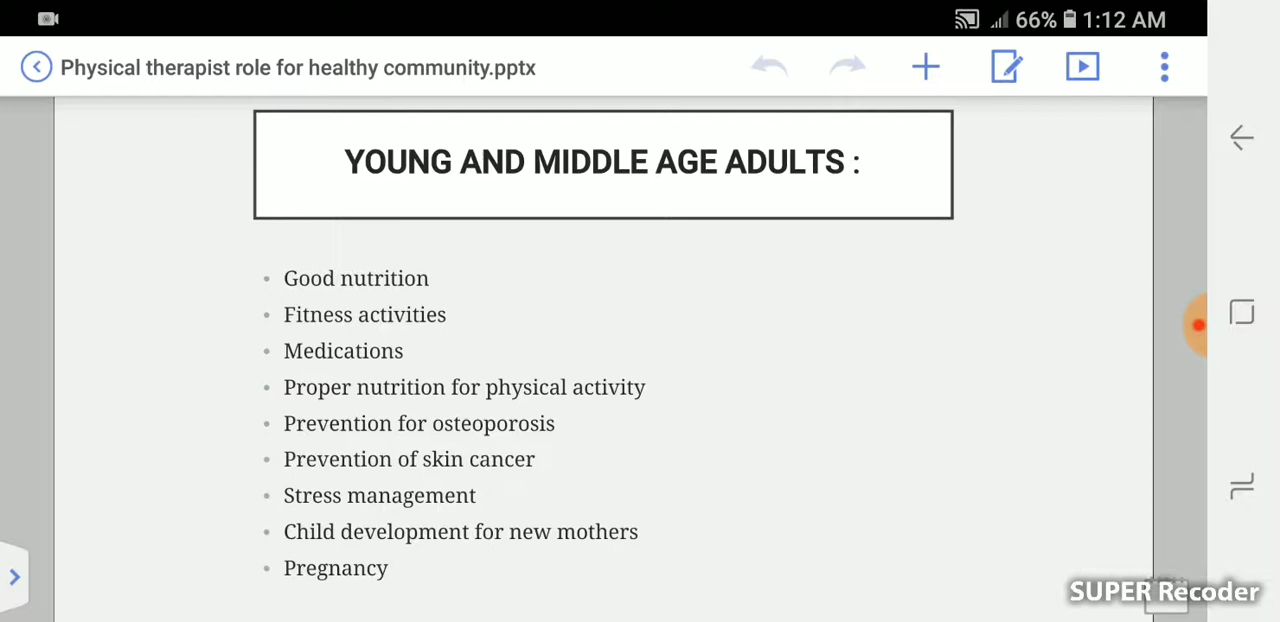 66% 1:12 AM
Physical therapist role for healthy community.pptx
YOUNG AND MIDDLE AGE ADULTS :
• Good nutrition
• Fitness activities
• Medications
• Proper nutrition for physical activity
• Prevention for osteoporosis
• Prevention of skin cancer
• Stress management
• Child development for new mothers
• Pregnancy
SUPER Recoder